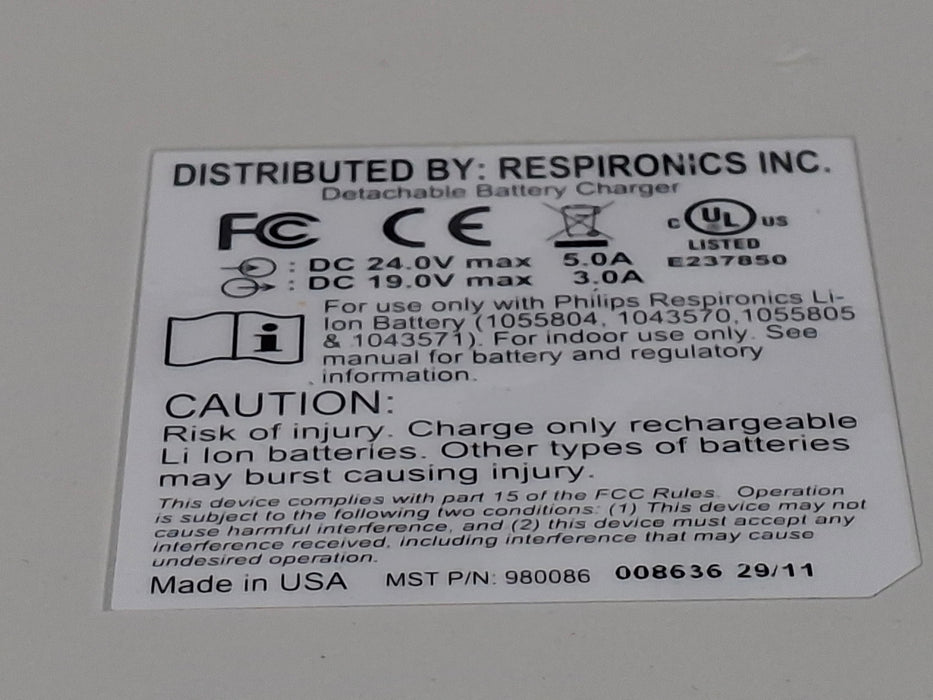 DISTRIBUTED BY: RESPIRONICS INC.
Detachable Battery Charger
FC CE c UL US
LISTED
: DC 24.0V max 5.0A E237850
: DC 19.0V max 3.0A
For use only with Philips Respironics Li-
Ion Battery (1055804, 1043570,1055805
& 1043571). For indoor use only. See
manual for battery and regulatory
information.
i
CAUTION:
Risk of injury. Charge only rechargeable
Li Ion batteries. Other types of batteries
may burst causing injury.
This device complies with part 15 of the FCC Rules. Operation
is subject to the following two conditions: (1) This device may not
cause harmful interference, and (2) this device must accept any
interference received, including interference that may cause
undesired operation.
Made in USA MST P/N: 980086 008636 29/11